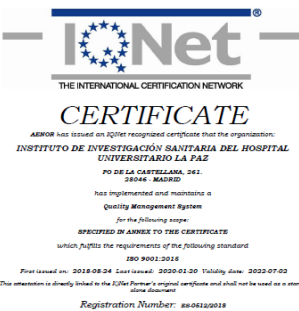 IQNet ®
THE INTERNATIONAL CERTIFICATION NETWORK
CERTIFICATE
AENOR has issued an IQNet recognized certificate that the organization:
INSTITUTO DE INVESTIGACIÓN SANITARIA DEL HOSPITAL
UNIVERSITARIO LA PAZ
PO DE LA CASTELLANA, 261.
28046 - MADRID
has implemented and maintains a
Quality Management System
for the following scope:
SPECIFIED IN ANNEX TO THE CERTIFICATE
which fulfils the requirements of the following standard
ISO 9001:2015
First issued on: 2018-08-24 Last issued: 2020-01-20 Validity date: 2022-07-02
This attestation is directly linked to the IQNet Partner's original certificate and shall not be used as a stand
alone document
Registration Number: ES-0512/2018